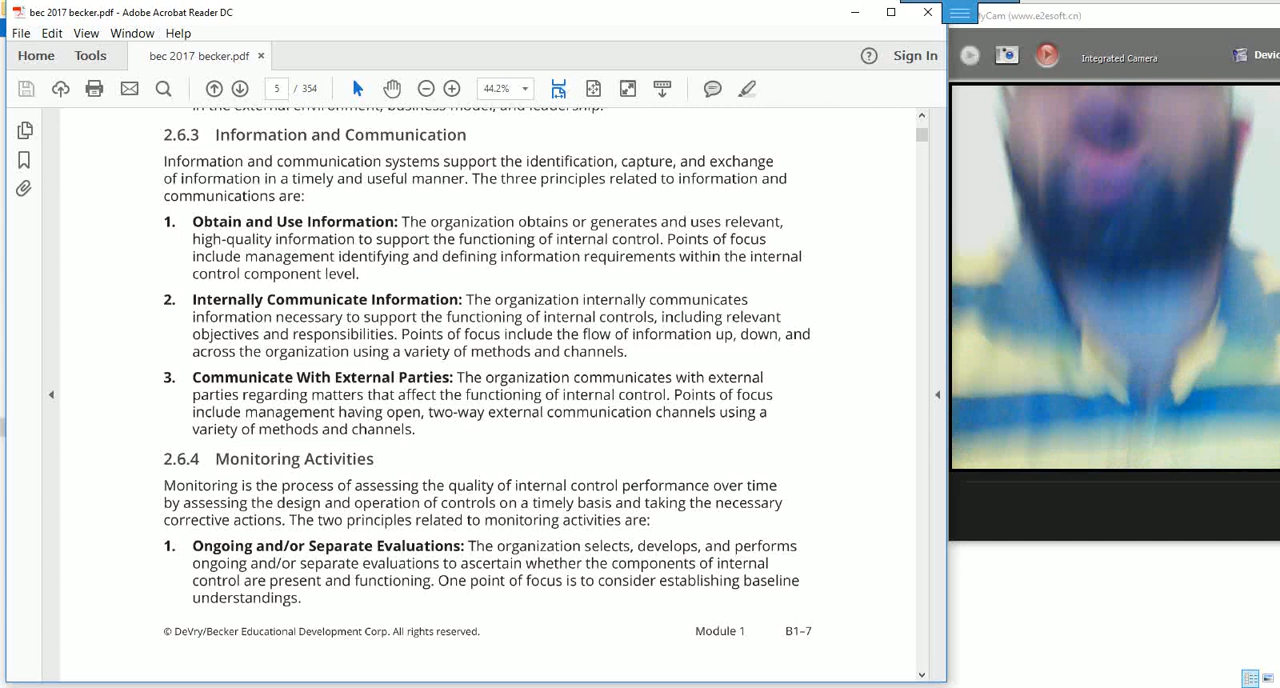 bec 2017 becker.pdf - Adobe Acrobat Reader DC
File Edit View Window Help
Home Tools bec 2017 becker.pdf × ? Sign In
5 / 354 44.2%
in the external environment, business model, and leadership.
2.6.3 Information and Communication
Information and communication systems support the identification, capture, and exchange
of information in a timely and useful manner. The three principles related to information and
communications are:
1. Obtain and Use Information: The organization obtains or generates and uses relevant,
high-quality information to support the functioning of internal control. Points of focus
include management identifying and defining information requirements within the internal
control component level.
2. Internally Communicate Information: The organization internally communicates
information necessary to support the functioning of internal controls, including relevant
objectives and responsibilities. Points of focus include the flow of information up, down, and
across the organization using a variety of methods and channels.
3. Communicate With External Parties: The organization communicates with external
parties regarding matters that affect the functioning of internal control. Points of focus
include management having open, two-way external communication channels using a
variety of methods and channels.
2.6.4 Monitoring Activities
Monitoring is the process of assessing the quality of internal control performance over time
by assessing the design and operation of controls on a timely basis and taking the necessary
corrective actions. The two principles related to monitoring activities are:
1. Ongoing and/or Separate Evaluations: The organization selects, develops, and performs
ongoing and/or separate evaluations to ascertain whether the components of internal
control are present and functioning. One point of focus is to consider establishing baseline
understandings.
© DeVry/Becker Educational Development Corp. All rights reserved. Module 1 B1–7
yCam (www.e2esoft.cn)
Integrated Camera Devic